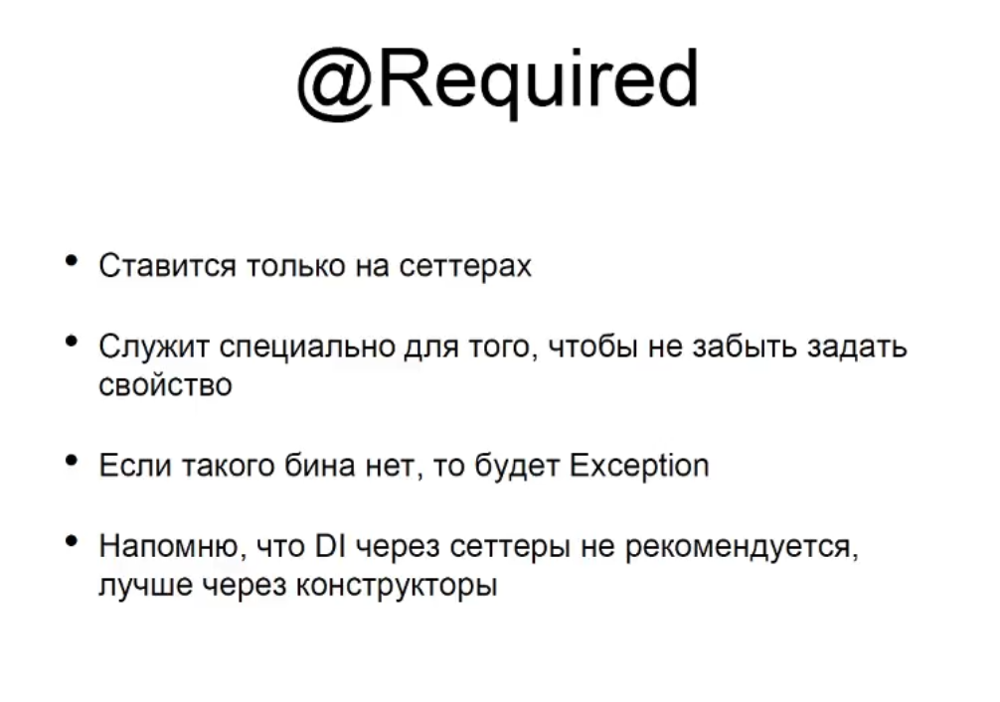 @Required
• Ставится только на сеттерах
• Служит специально для того, чтобы не забыть задать
свойство
• Если такого бина нет, то будет Exception
• Напомню, что DI через сеттеры не рекомендуется,
лучше через конструкторы